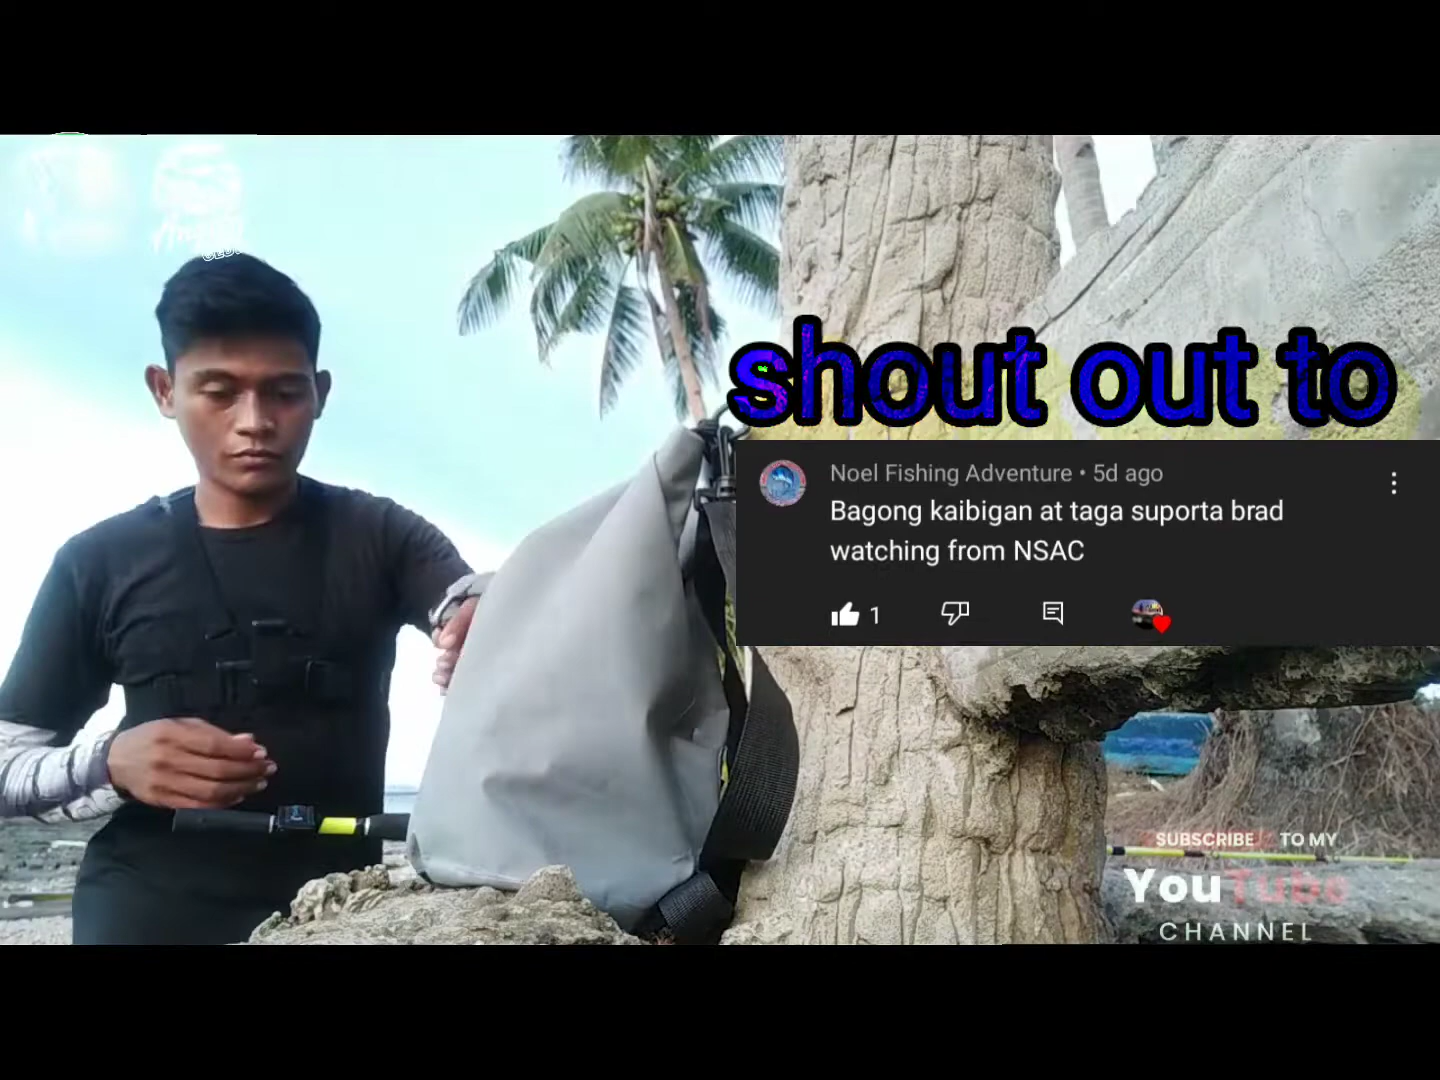 shout out to
Noel Fishing Adventure • 5d ago
Bagong kaibigan at taga suporta brad
watching from NSAC
1
SUBSCRIBE TO MY
YouTube
CHANNEL